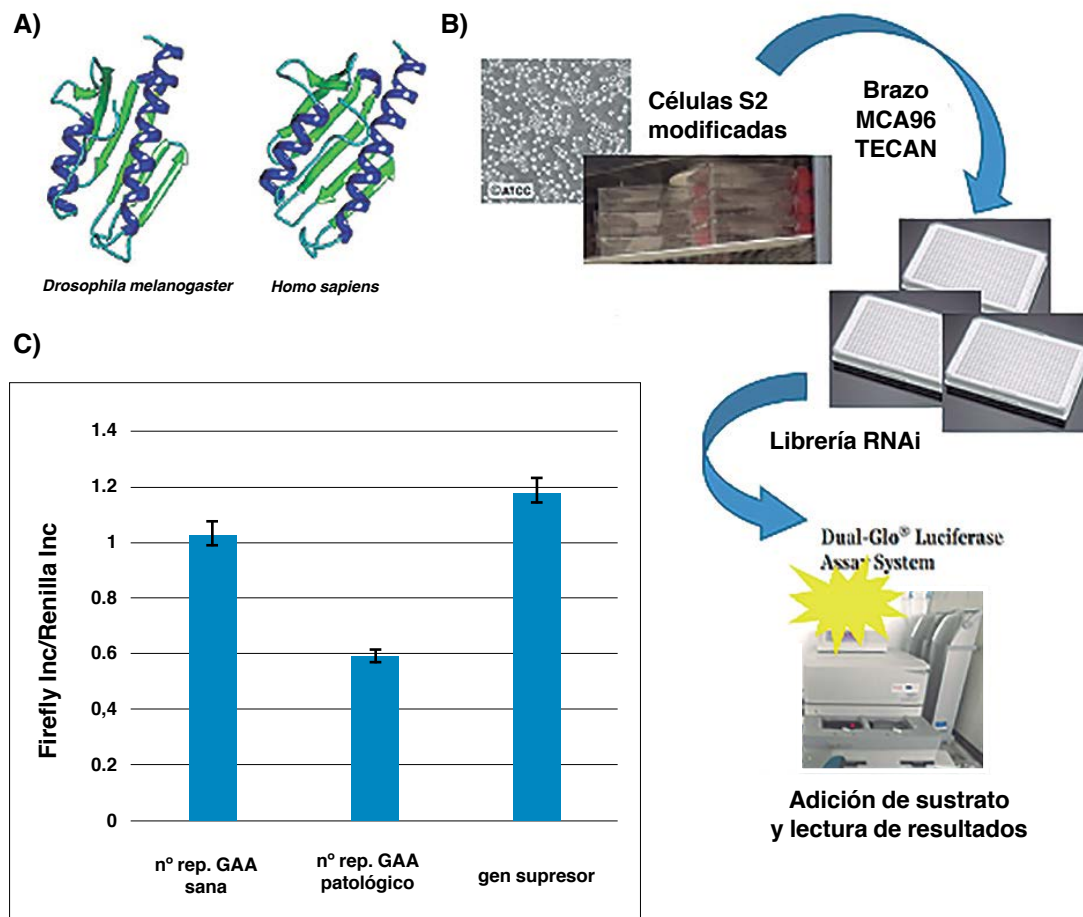 A)
Drosophila melanogaster
Homo sapiens
B)
©ATCC
Células S2
modificadas
Brazo
MCA96
TECAN
Librería RNAi
Dual-Glo® Luciferase
Assay System
Adición de sustrato
y lectura de resultados
C)
Firefly Inc/Renilla Inc
1.4
1.2
1
0.8
0.6
0,4
0.2
0
nº rep. GAA
sana
nº rep. GAA
patológico
gen supresor